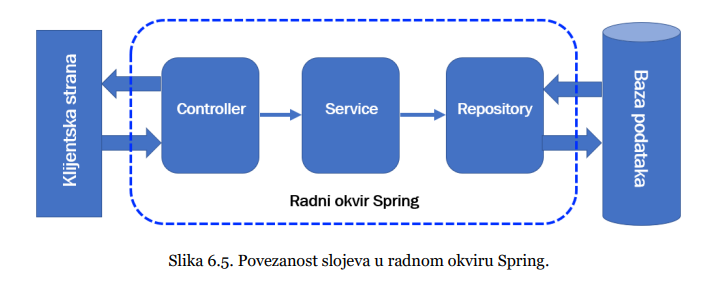 Klijentska strana
Controller
Service
Repository
Baza podataka
Radni okvir Spring
Slika 6.5. Povezanost slojeva u radnom okviru Spring.